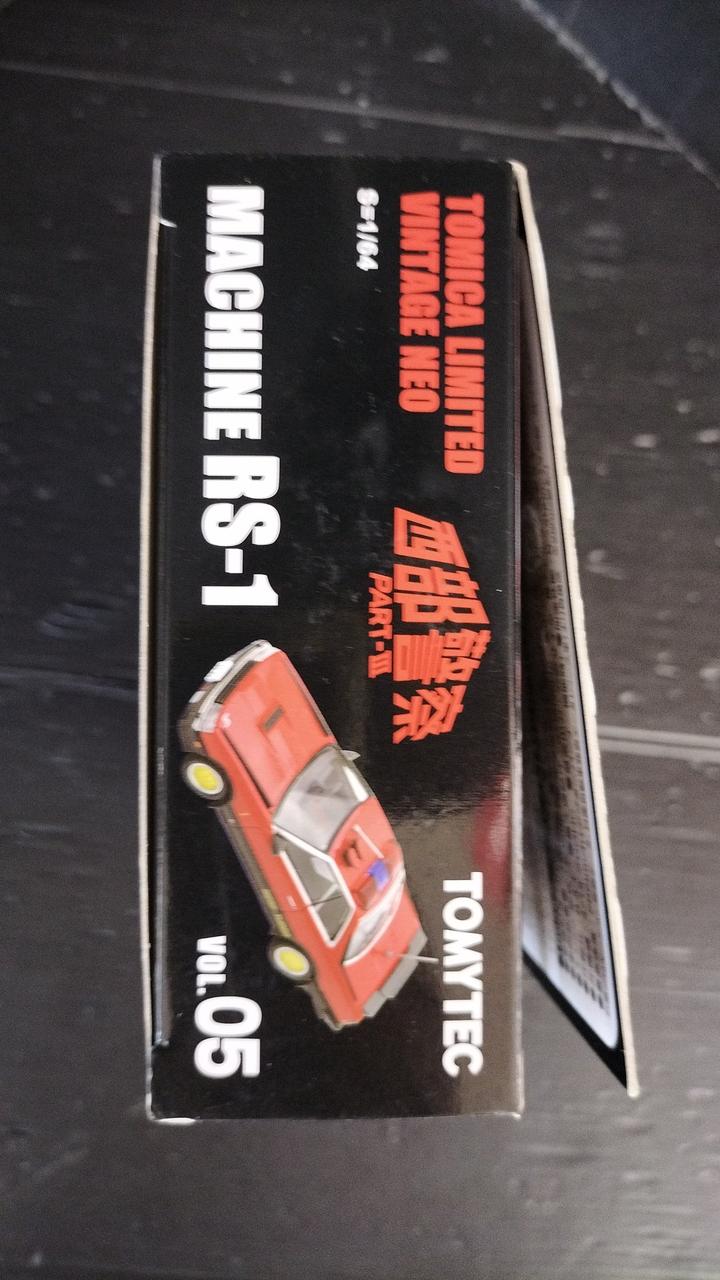 TOMICA LIMITED
VINTAGE NEO
S=1/64
西部警察
PART-III
TOMYTEC
MACHINE RS-1
VOL.05